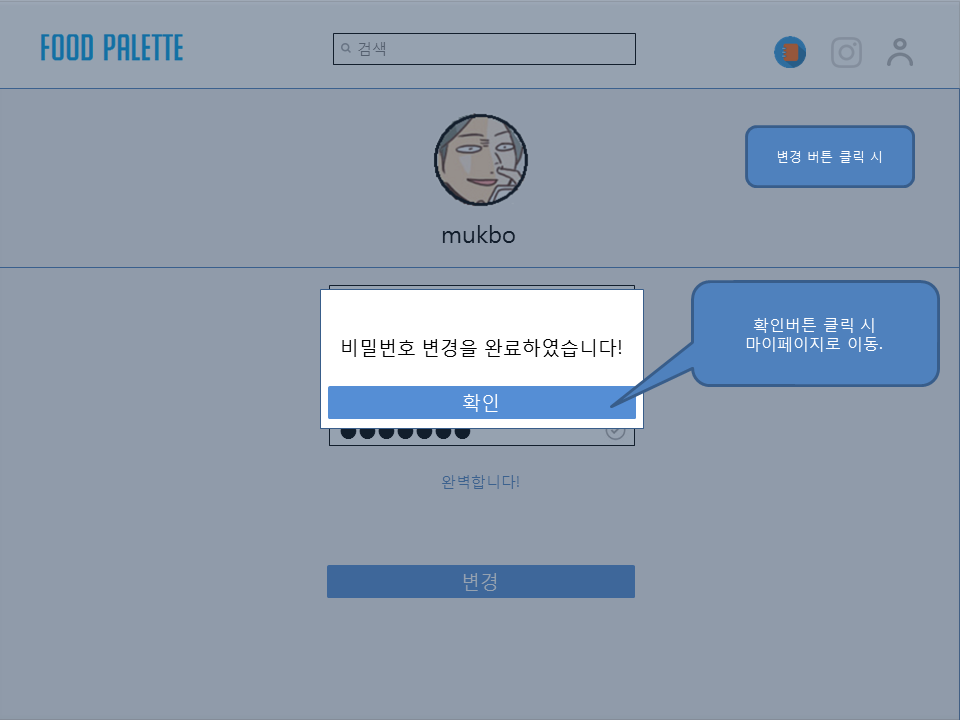 FOOD PALETTE
검색
변경 버튼 클릭 시
mukbo
확인버튼 클릭 시
마이페이지로 이동.
비밀번호 변경을 완료하였습니다!
확인
완벽합니다!
변경